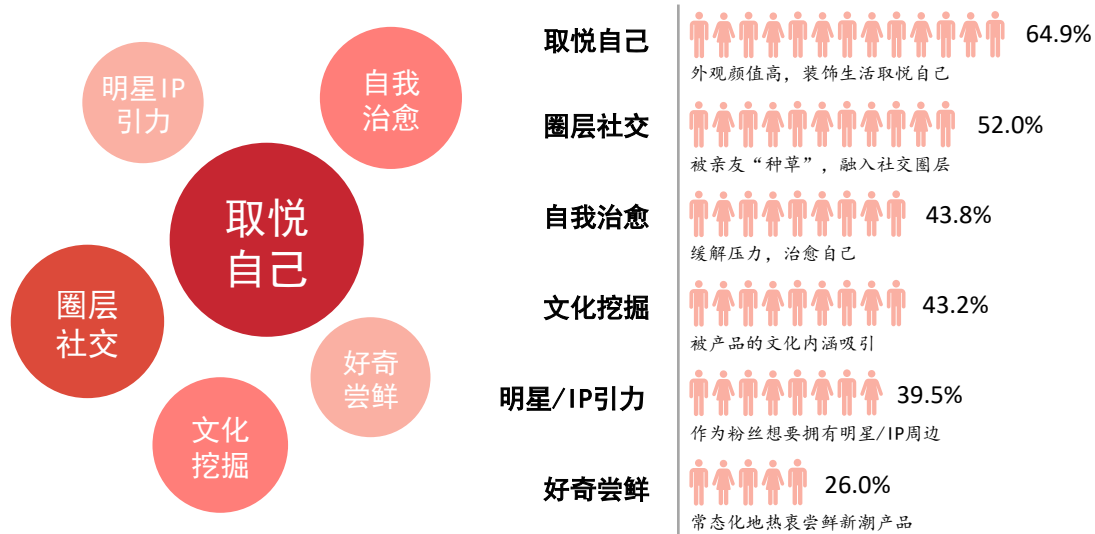 明星IP
引力
自我
治愈
取悦
自己
圈层
社交
好奇
尝鲜
文化
挖掘
取悦自己
64.9%
外观颜值高，装饰生活取悦自己
圈层社交
52.0%
被亲友“种草”，融入社交圈层
自我治愈
43.8%
缓解压力，治愈自己
文化挖掘
43.2%
被产品的文化内涵吸引
明星/IP引力
39.5%
作为粉丝想要拥有明星/IP周边
好奇尝鲜
26.0%
常态化地热衷尝鲜新潮产品